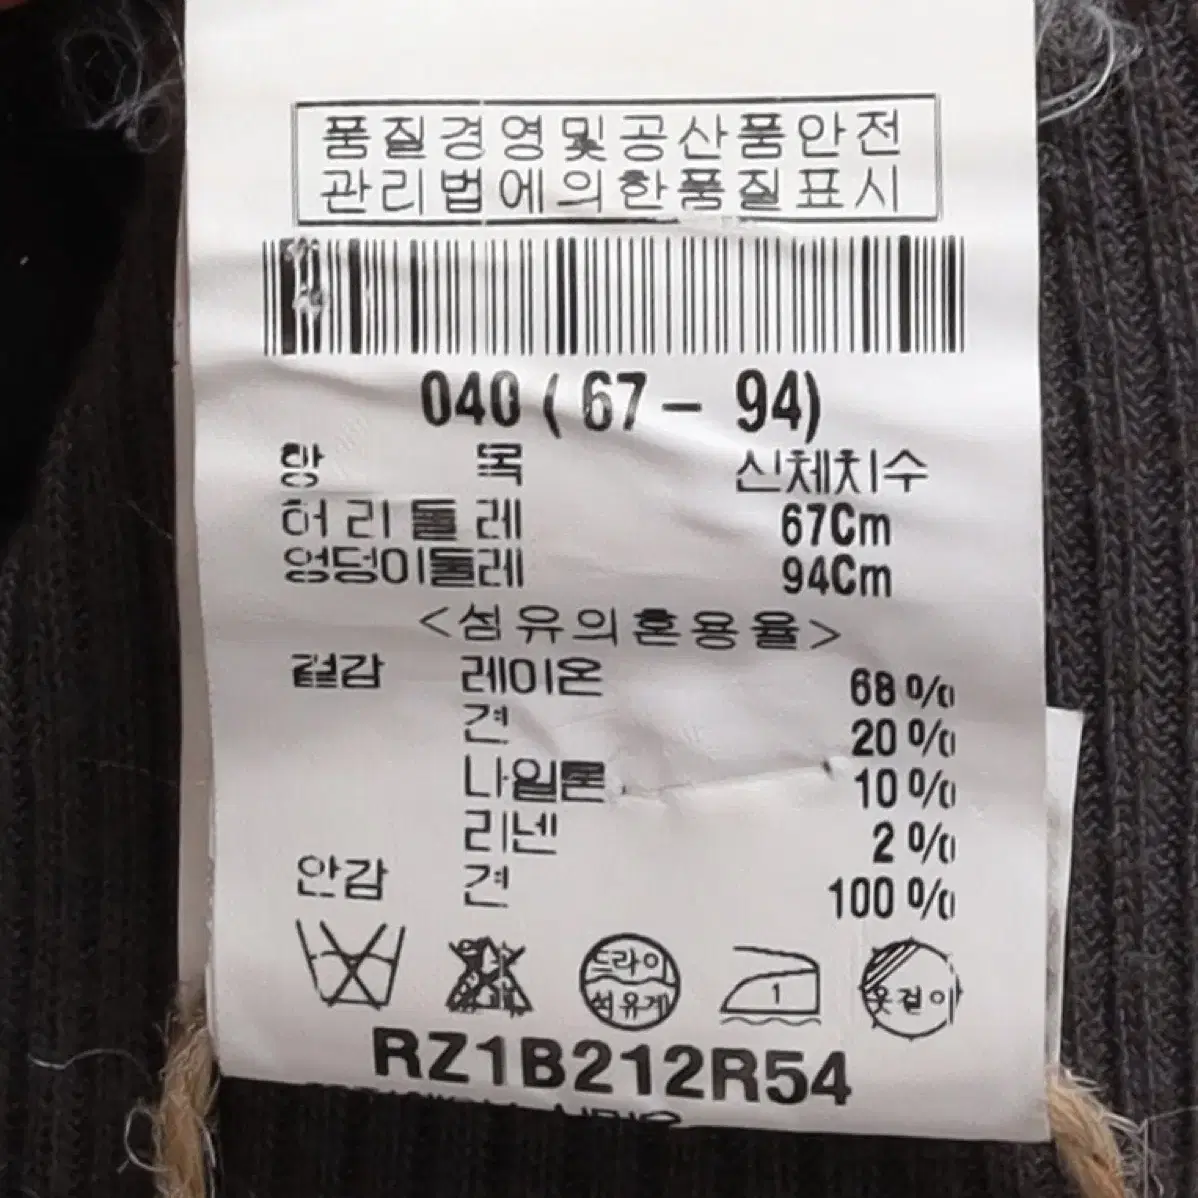 품질경영및공산품안전
관리법에의한품질표시
040 ( 67 - 94)
항 목 신체치수
허리둘레 67Cm
엉덩이둘레 94Cm
<섬유의혼용율>
겉감 레이온 68 %
견 20 %
나일론 10 %
리넨 2 %
안감 견 100 %
드라이
석유계
1
옷걸이
RZ1B212R54